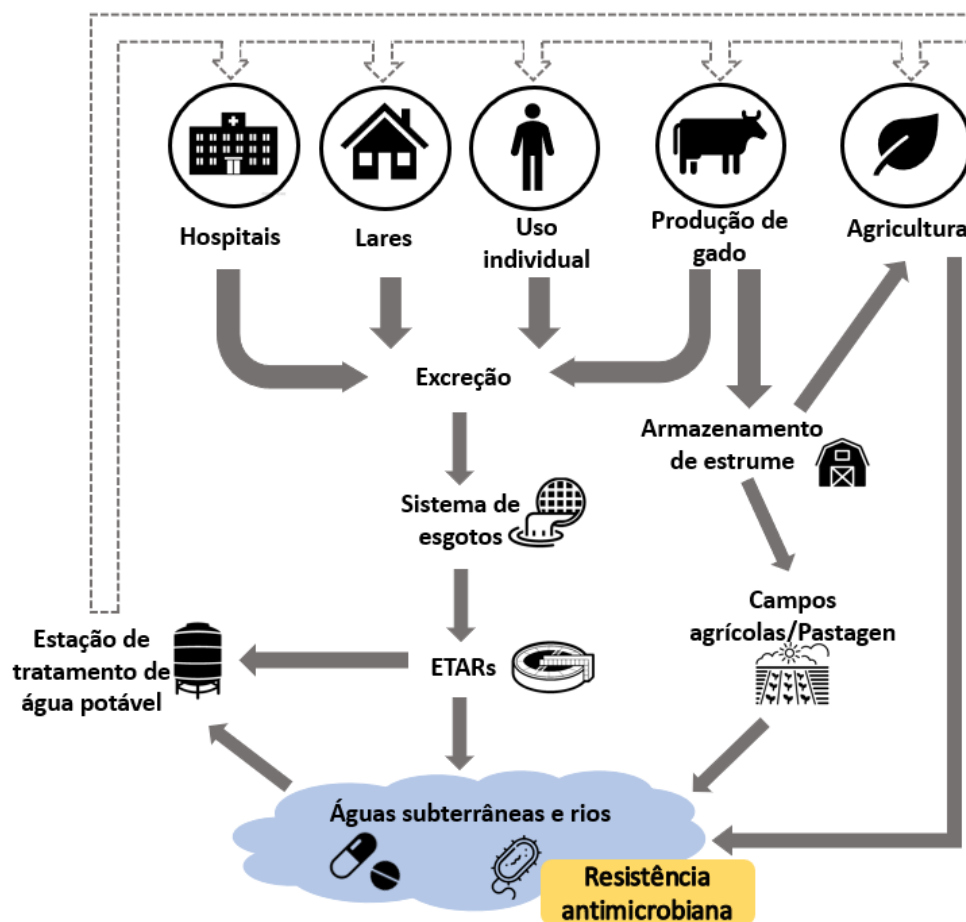 Hospitais
Lares
Uso
individual
Produção de
gado
Agricultura
Excreção
Armazenamento
de estrume
Sistema de
esgotos
Campos
agrícolas/Pastagen
Estação de
tratamento de
água potável
ETARs
Águas subterrâneas e rios
Resistência
antimicrobiana